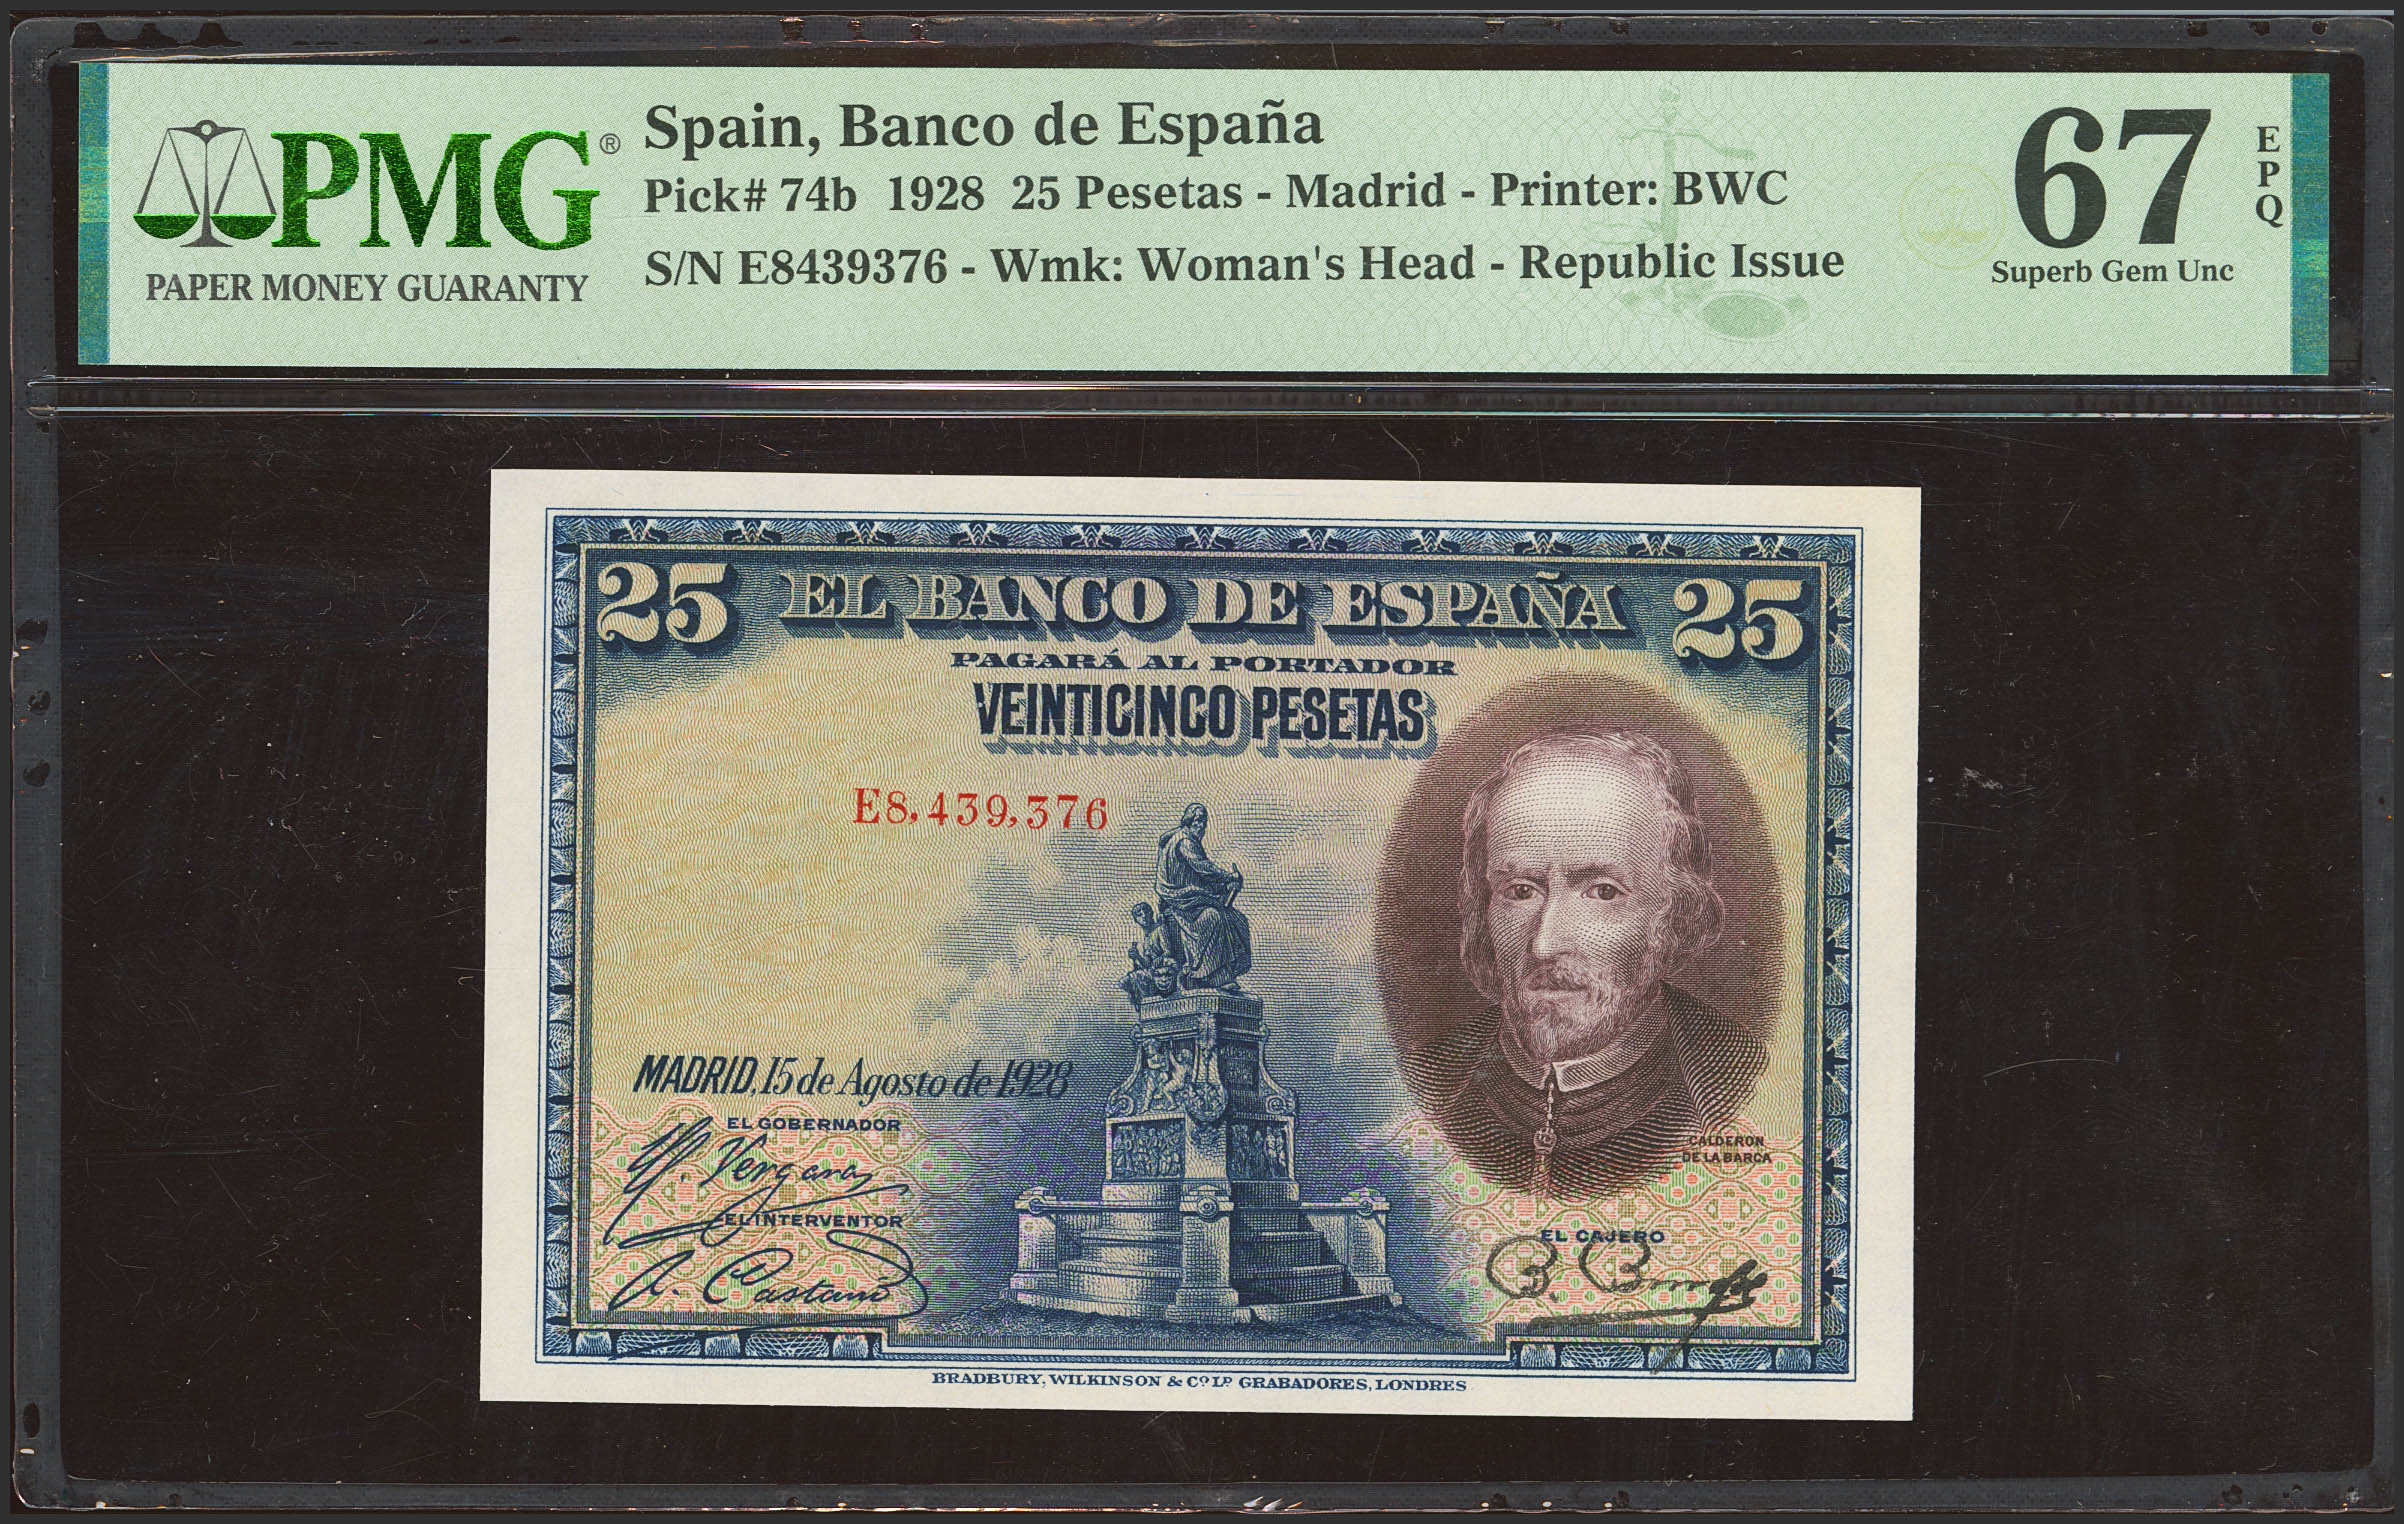 PMG®
PAPER MONEY GUARANTY
Spain, Banco de España
Pick# 74b 1928 25 Pesetas - Madrid - Printer: BWC
S/N E8439376 - Wmk: Woman's Head - Republic Issue
67
EPQ
Superb Gem Unc
25 EL BANCO DE ESPAÑA 25
PAGARÁ AL PORTADOR
VEINTICINCO PESETAS
E8,439,376
MADRID, 15 de Agosto de 1928
EL GOBERNADOR
Vergara
EL INTERVENTOR
CALDERON
DE LA BARCA
EL CAJERO
BRADBURY, WILKINSON & Cº Lᴰ GRABADORES, LONDRES